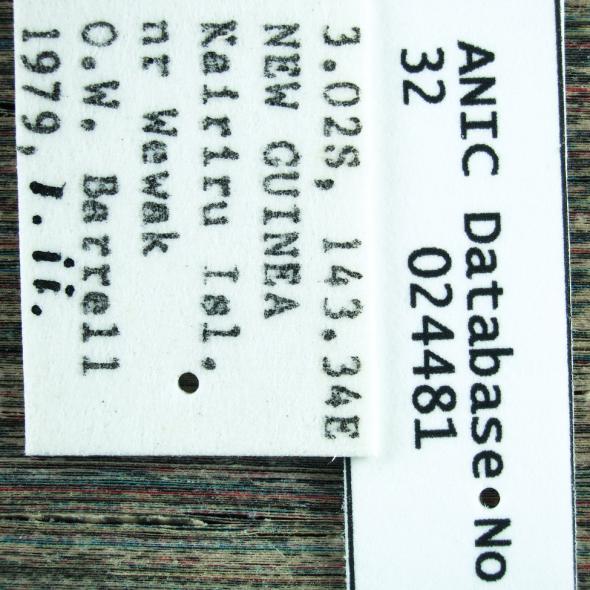 ANIC Database No
32 024481
3.02S, 143.34E
NEW GUINEA
Kairiru Isl,
nr Wewak
O.W. Barrell
1979, 1.ii.